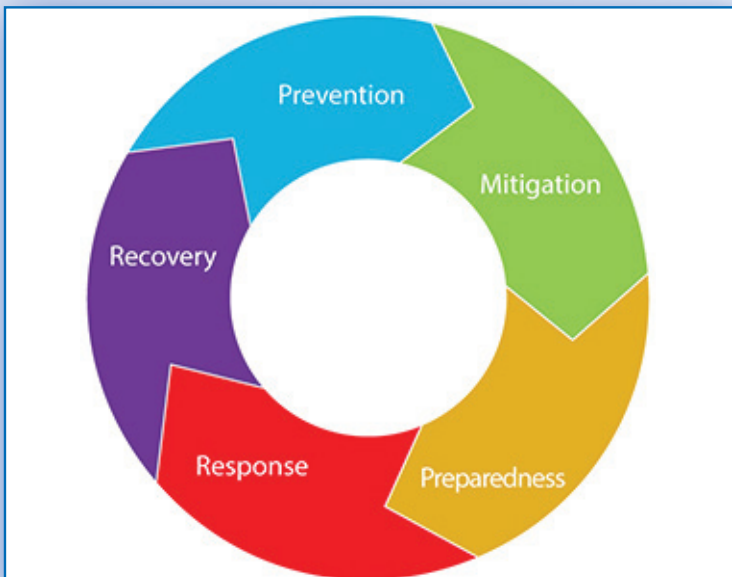 Prevention
Mitigation
Preparedness
Response
Recovery